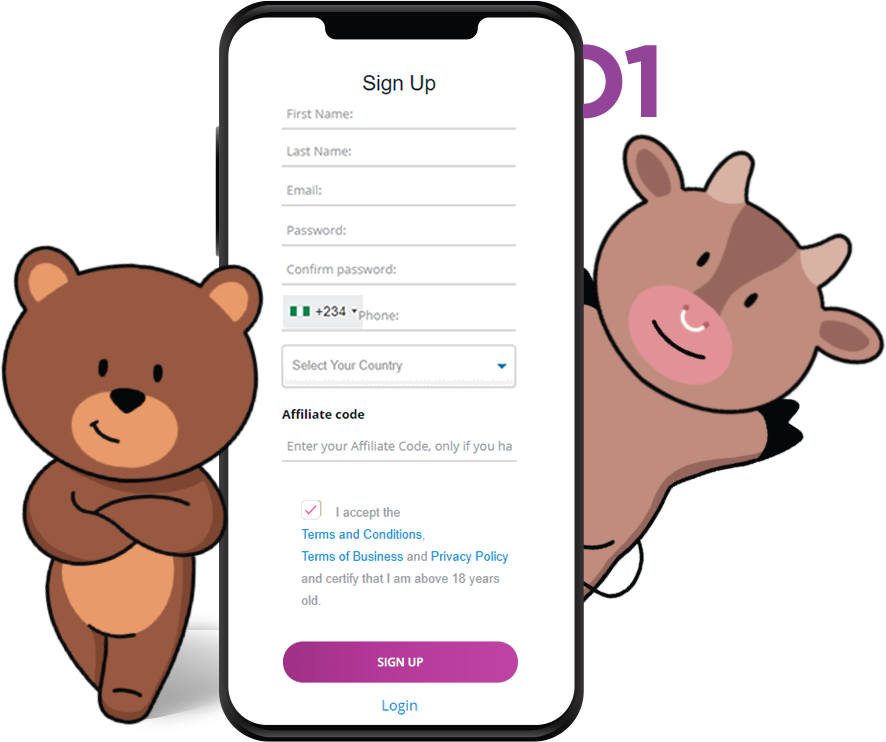 01
Sign Up
First Name:
Last Name:
Email:
Password:
Confirm password:
+234
Phone:
Select Your Country
Affiliate code
Enter your Affiliate Code, only if you ha
I accept the
Terms and Conditions,
Terms of Business and Privacy Policy
and certify that I am above 18 years
old.
SIGN UP
Login